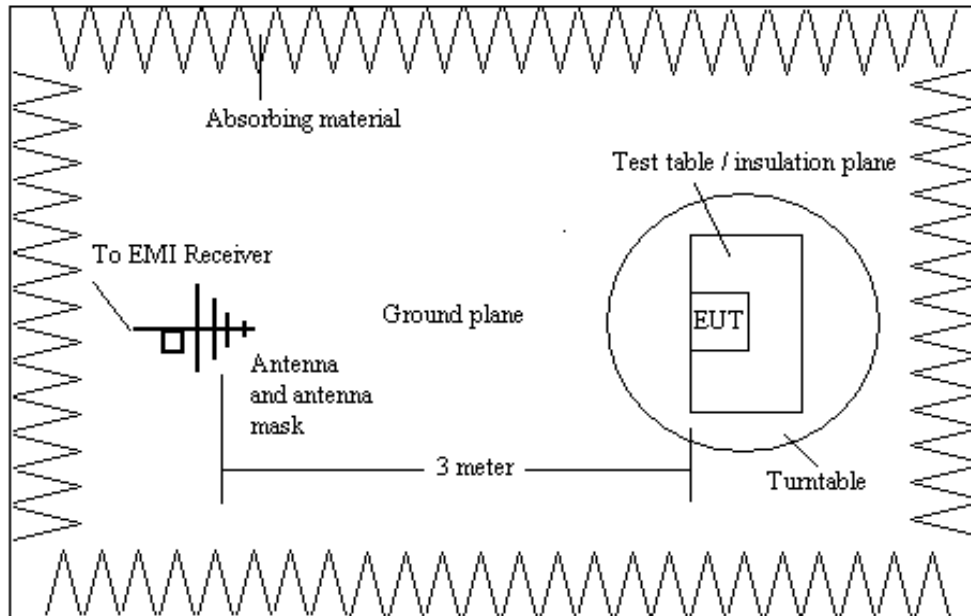 Absorbing material
Test table / insulation plane
To EMI Receiver
Ground plane
EUT
Antenna
and antenna
mask
3 meter
Turntable